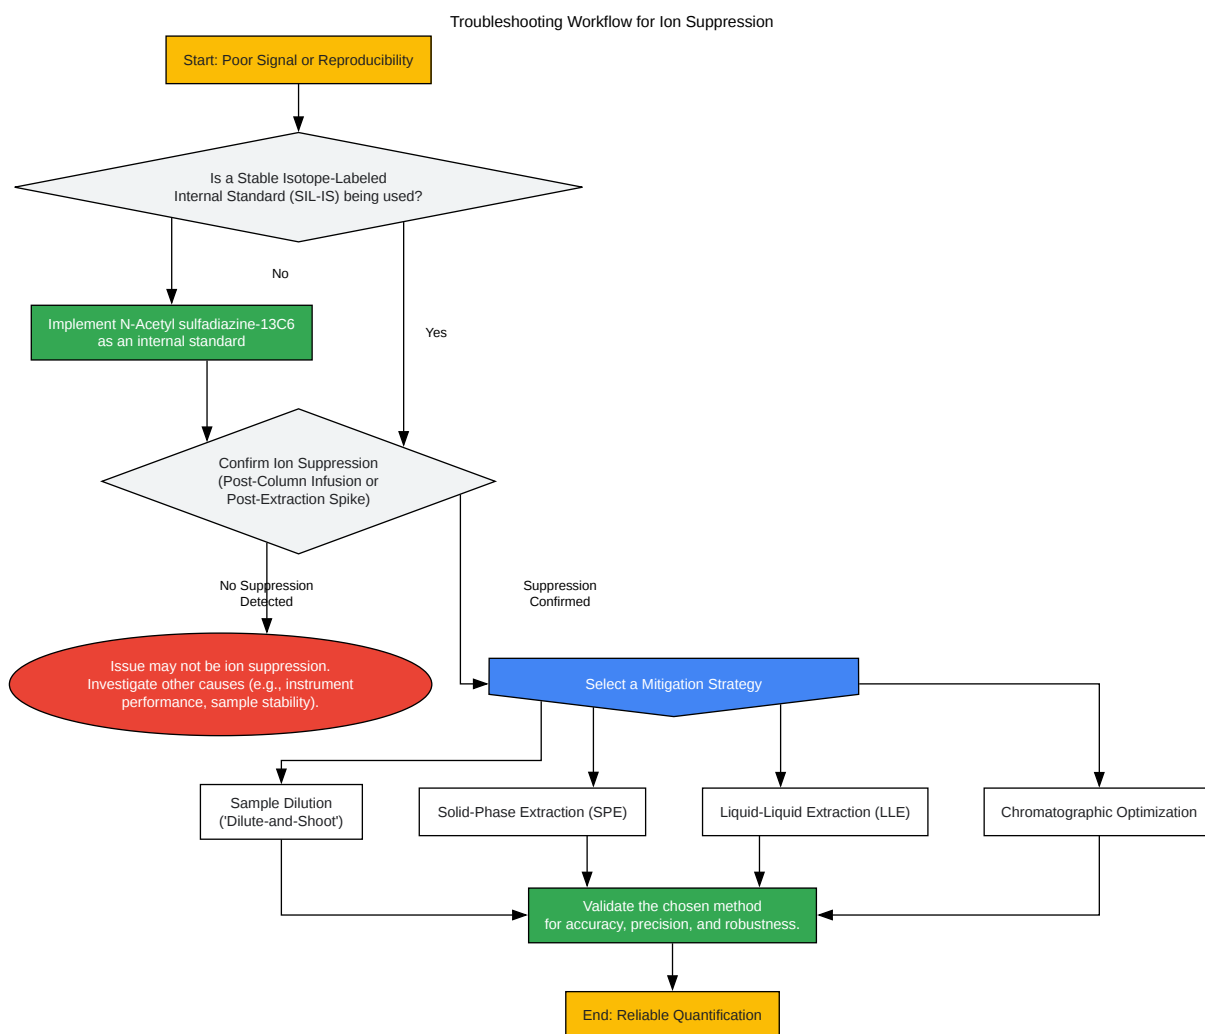 Troubleshooting Workflow for Ion Suppression
Start: Poor Signal or Reproducibility
Is a Stable Isotope-Labeled
Internal Standard (SIL-IS) being used?
No
Implement N-Acetyl sulfadiazine-13C6
as an internal standard
Yes
Confirm Ion Suppression
(Post-Column Infusion or
Post-Extraction Spike)
No Suppression
Detected
Suppression
Confirmed
Issue may not be ion suppression.
Investigate other causes (e.g., instrument
performance, sample stability).
Select a Mitigation Strategy
Sample Dilution
('Dilute-and-Shoot')
Solid-Phase Extraction (SPE)
Liquid-Liquid Extraction (LLE)
Chromatographic Optimization
Validate the chosen method
for accuracy, precision, and robustness.
End: Reliable Quantification